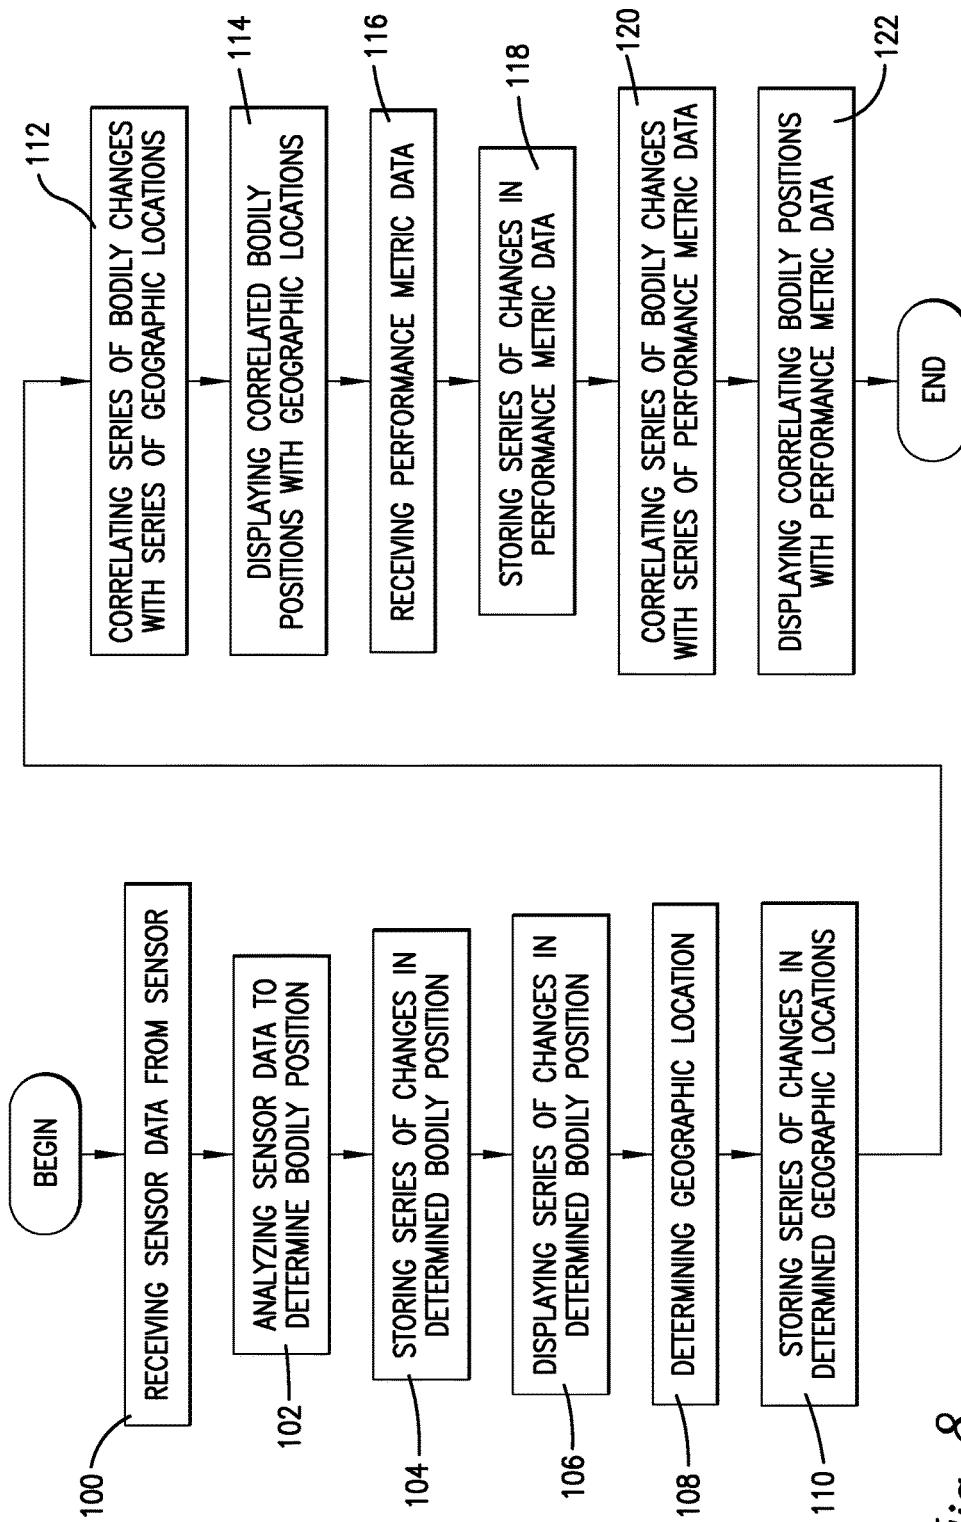 BEGIN
100
RECEIVING SENSOR DATA FROM SENSOR
102
ANALYZING SENSOR DATA TO
DETERMINE BODILY POSITION
104
STORING SERIES OF CHANGES IN
DETERMINED BODILY POSITION
106
DISPLAYING SERIES OF CHANGES IN
DETERMINED BODILY POSITION
108
DETERMINING GEOGRAPHIC LOCATION
110
STORING SERIES OF CHANGES IN
DETERMINED GEOGRAPHIC LOCATIONS
112
CORRELATING SERIES OF BODILY CHANGES
WITH SERIES OF GEOGRAPHIC LOCATIONS
114
DISPLAYING CORRELATED BODILY
POSITIONS WITH GEOGRAPHIC LOCATIONS
116
RECEIVING PERFORMANCE METRIC DATA
118
STORING SERIES OF CHANGES IN
PERFORMANCE METRIC DATA
120
CORRELATING SERIES OF BODILY CHANGES
WITH SERIES OF PERFORMANCE METRIC DATA
122
DISPLAYING CORRELATING BODILY POSITIONS
WITH PERFORMANCE METRIC DATA
END
Fig. 8